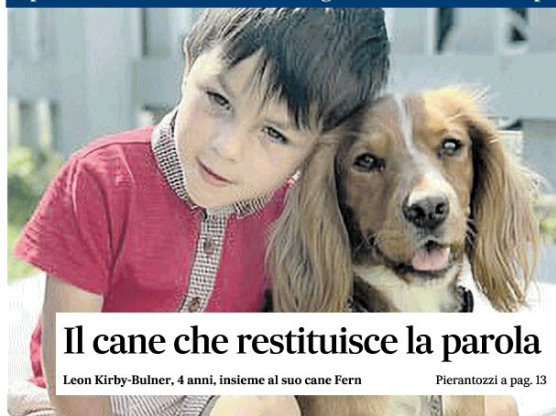 Il cane che restituisce la parola
Leon Kirby-Bulner, 4 anni, insieme al suo cane Fern Pierantozzi a pag. 13